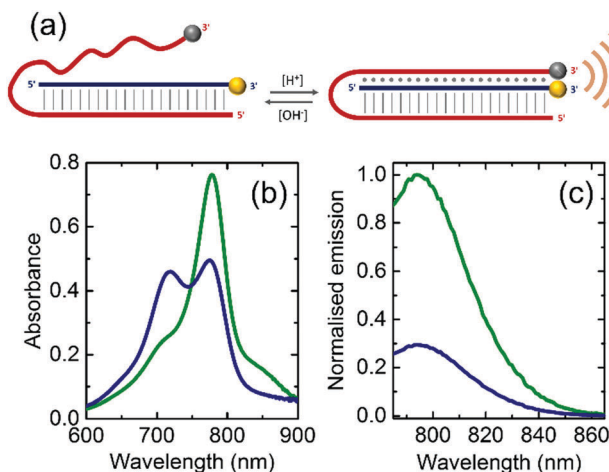 (a)
3'
5'
3'
5'
[H⁺]
[OH⁻]
3'
5'
3'
5'
(b)
Absorbance
0.8
0.6
0.4
0.2
0.0
600 700 800 900
Wavelength (nm)
(c)
Normalised emission
1.0
0.8
0.6
0.4
0.2
0.0
800 820 840 860
Wavelength (nm)